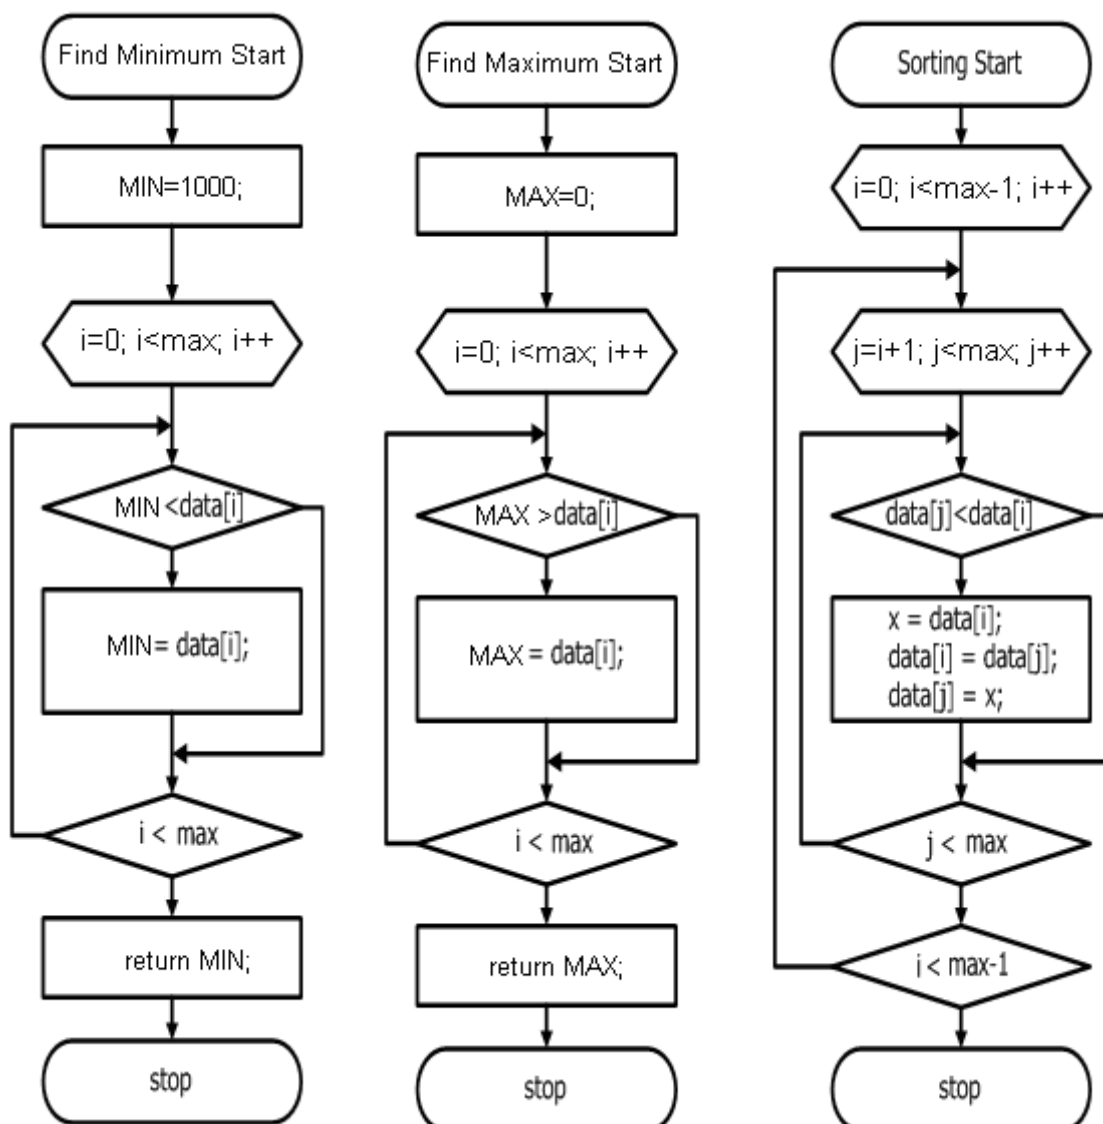 Find Minimum Start
MIN=1000;
i=0; i<max; i++
MIN <data[i]
MIN= data[i];
i < max
return MIN;
stop
Find Maximum Start
MAX=0;
i=0; i<max; i++
MAX >data[i]
MAX = data[i];
i < max
return MAX;
stop
Sorting Start
i=0; i<max-1; i++
j=i+1; j<max; j++
data[j]<data[i]
x = data[i];
data[i] = data[j];
data[j] = x;
j < max
i < max-1
stop